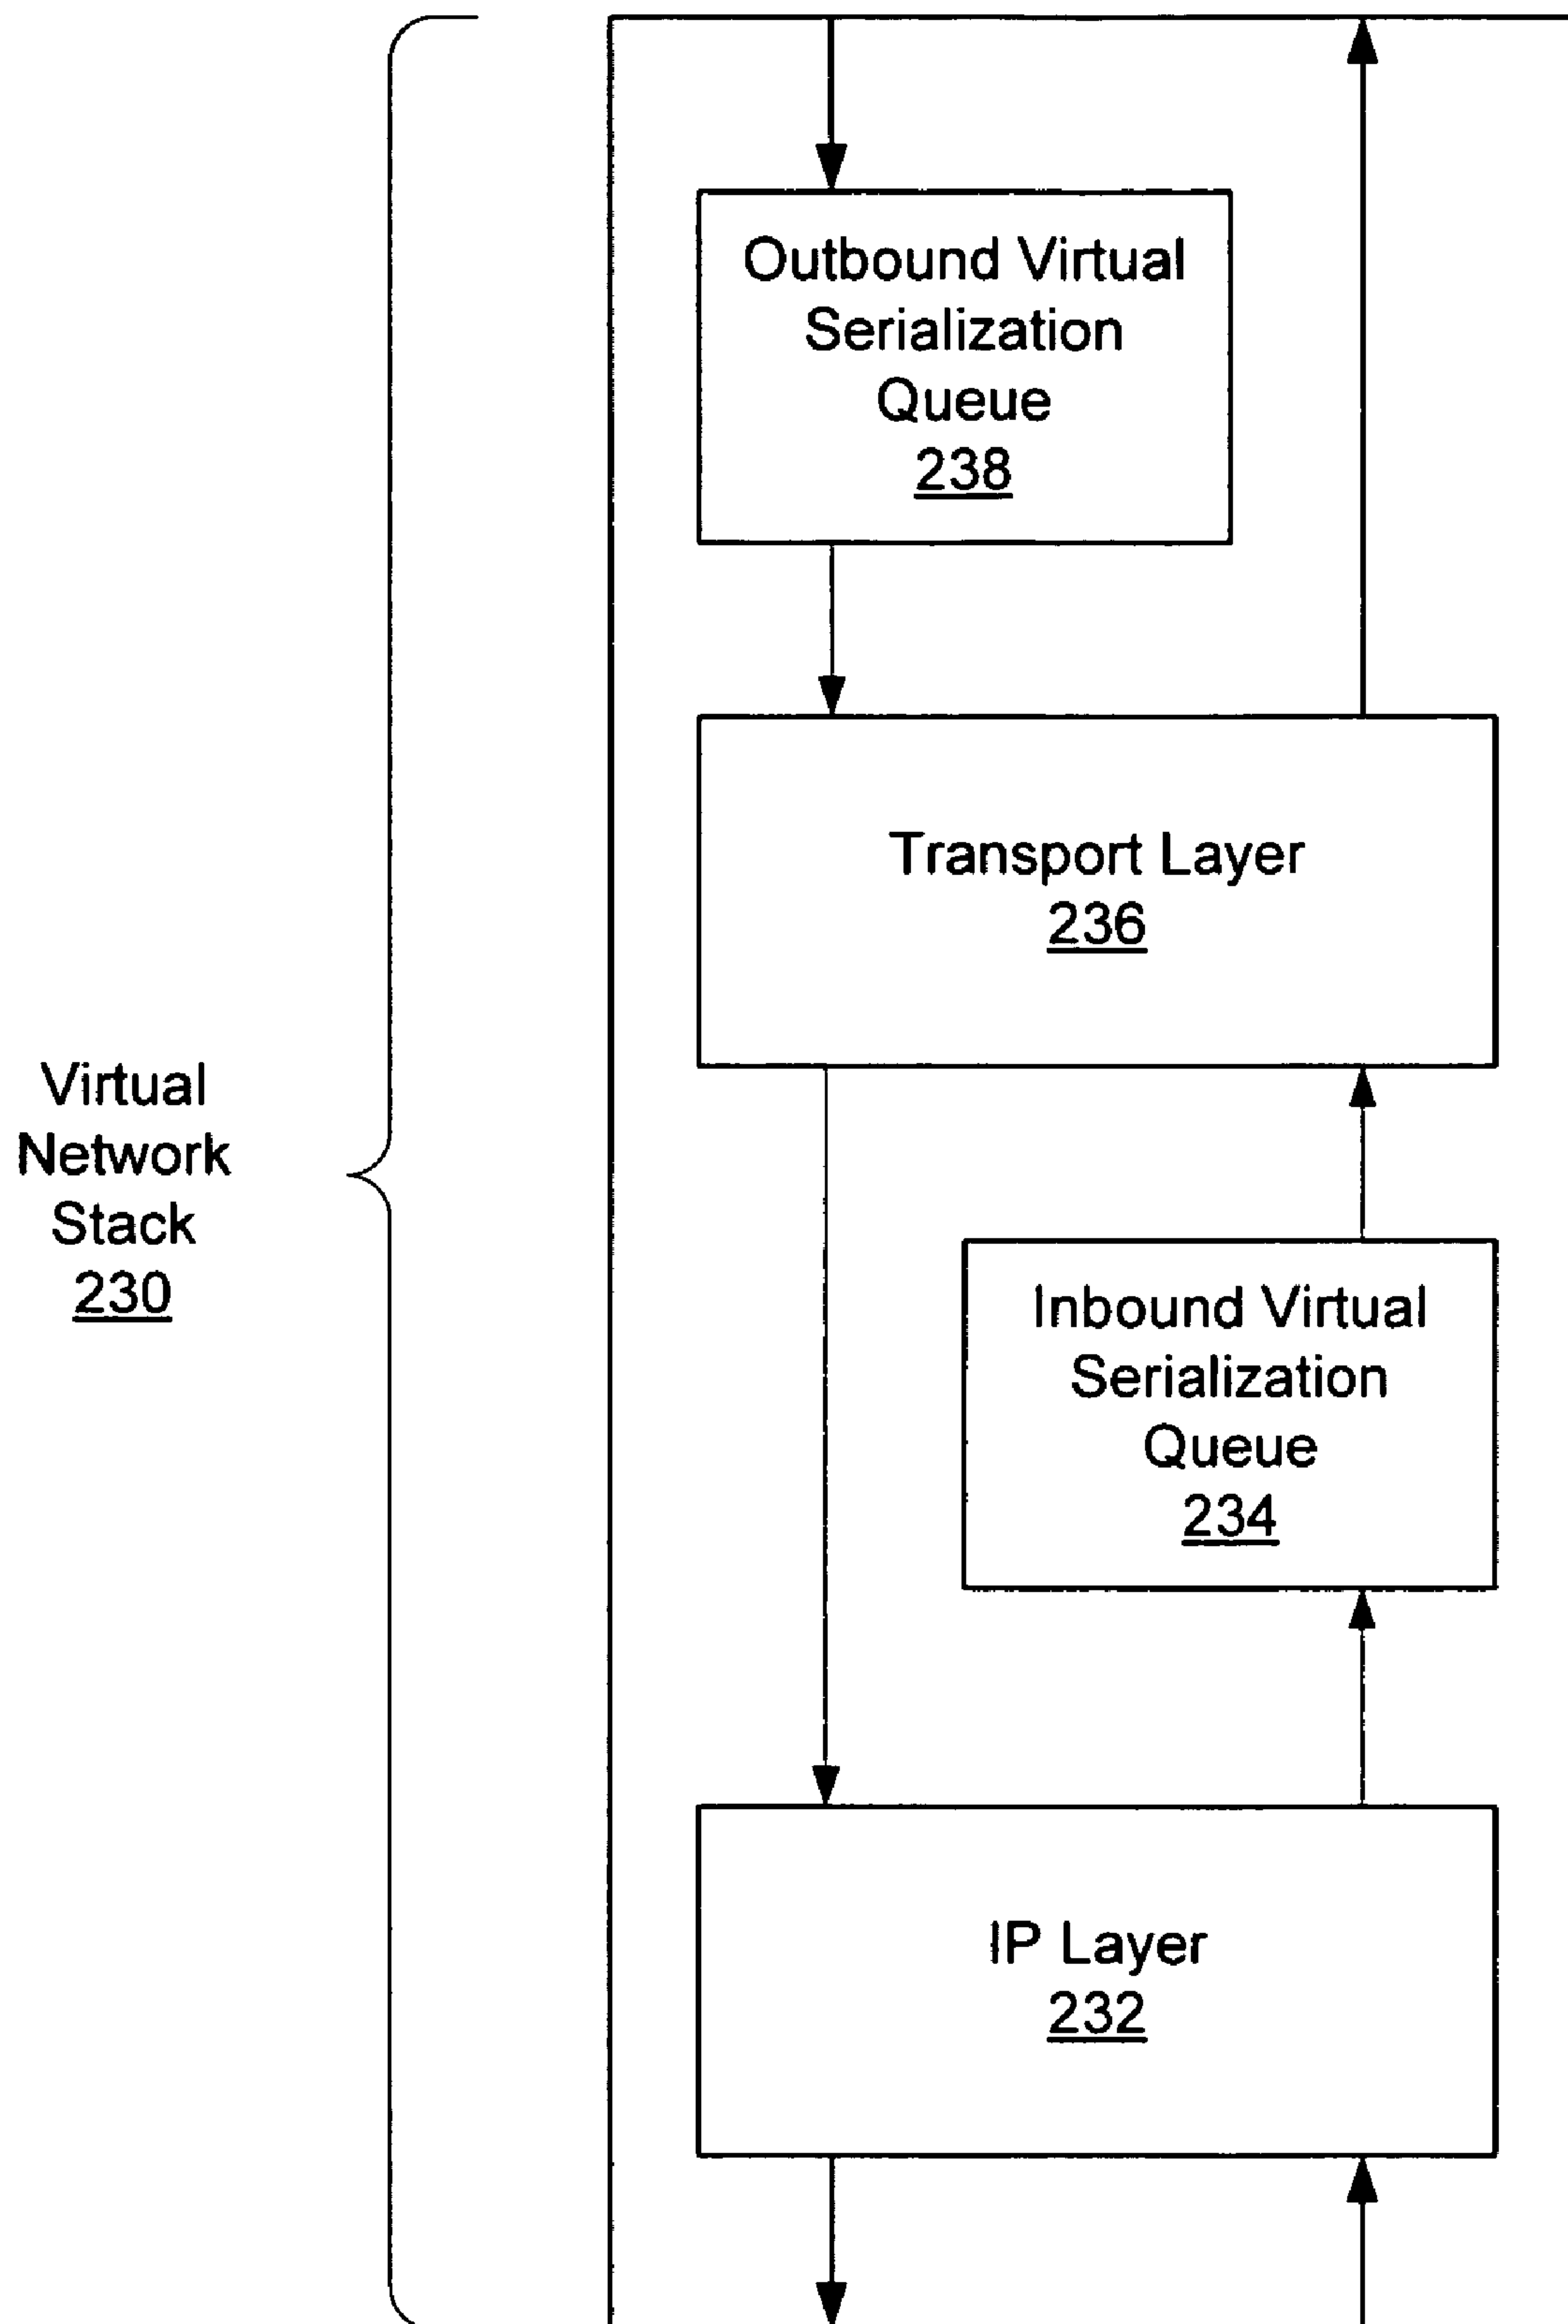 Outbound Virtual
Serialization
Queue
238
Transport Layer
236
Virtual
Network
Stack
230
Inbound Virtual
Serialization
Queue
234
IP Layer
232